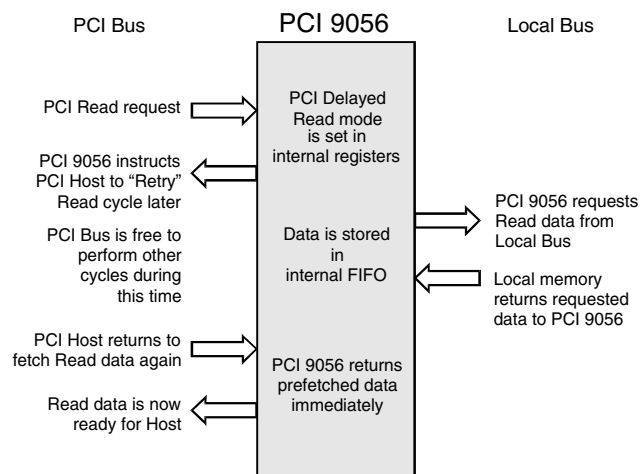 PCI Bus
PCI 9056
Local Bus
PCI Read request
PCI Delayed
Read mode
is set in
internal registers
PCI 9056 instructs
PCI Host to “Retry”
Read cycle later
PCI 9056 requests
Read data from
Local Bus
PCI Bus is free to
perform other
cycles during
this time
Data is stored
in
internal FIFO
Local memory
returns requested
data to PCI 9056
PCI Host returns to
fetch Read data again
PCI 9056 returns
prefetched data
immediately
Read data is now
ready for Host